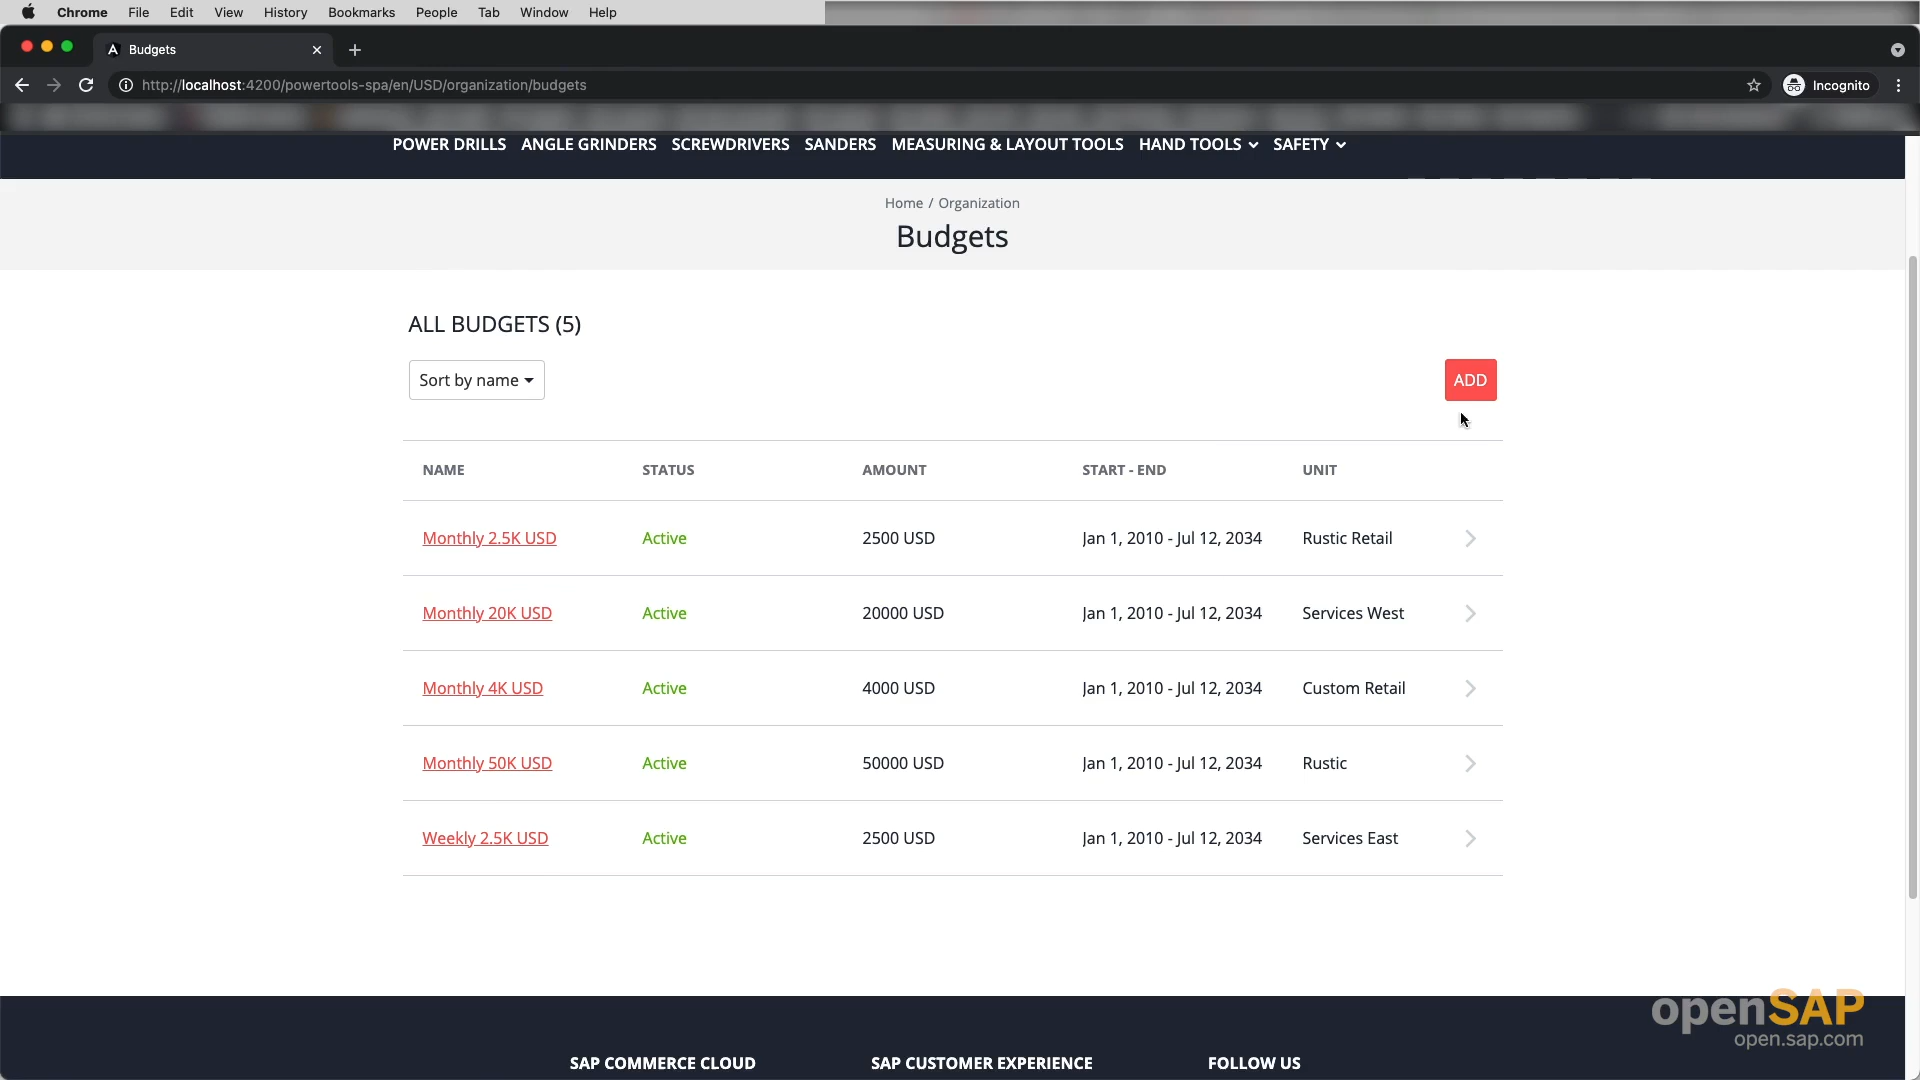 Chrome File Edit View History Bookmarks People Tab Window Help
Budgets
http://localhost:4200/powertools-spa/en/USD/organization/budgets
Incognito
POWER DRILLS ANGLE GRINDERS SCREWDRIVERS SANDERS MEASURING & LAYOUT TOOLS HAND TOOLS SAFETY
Home / Organization
Budgets
ALL BUDGETS (5)
Sort by name
ADD
NAME STATUS AMOUNT START - END UNIT
Monthly 2.5K USD Active 2500 USD Jan 1, 2010 - Jul 12, 2034 Rustic Retail
Monthly 20K USD Active 20000 USD Jan 1, 2010 - Jul 12, 2034 Services West
Monthly 4K USD Active 4000 USD Jan 1, 2010 - Jul 12, 2034 Custom Retail
Monthly 50K USD Active 50000 USD Jan 1, 2010 - Jul 12, 2034 Rustic
Weekly 2.5K USD Active 2500 USD Jan 1, 2010 - Jul 12, 2034 Services East
openSAP
open.sap.com
SAP COMMERCE CLOUD SAP CUSTOMER EXPERIENCE FOLLOW US